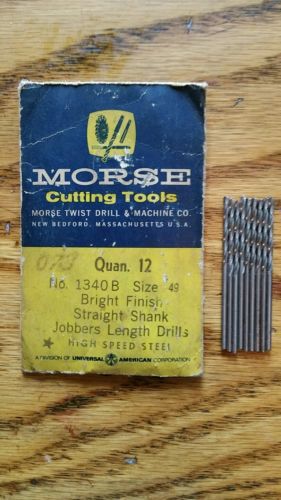 MORSE
Cutting Tools
MORSE TWIST DRILL & MACHINE CO.
NEW BEDFORD, MASSACHUSETTS U.S.A.
073 Quan. 12
No. 1340B Size 49
Bright Finish
Straight Shank
Jobbers Length Drills
HIGH SPEED STEEL
A DIVISION OF UNIVERSAL AMERICAN CORPORATION